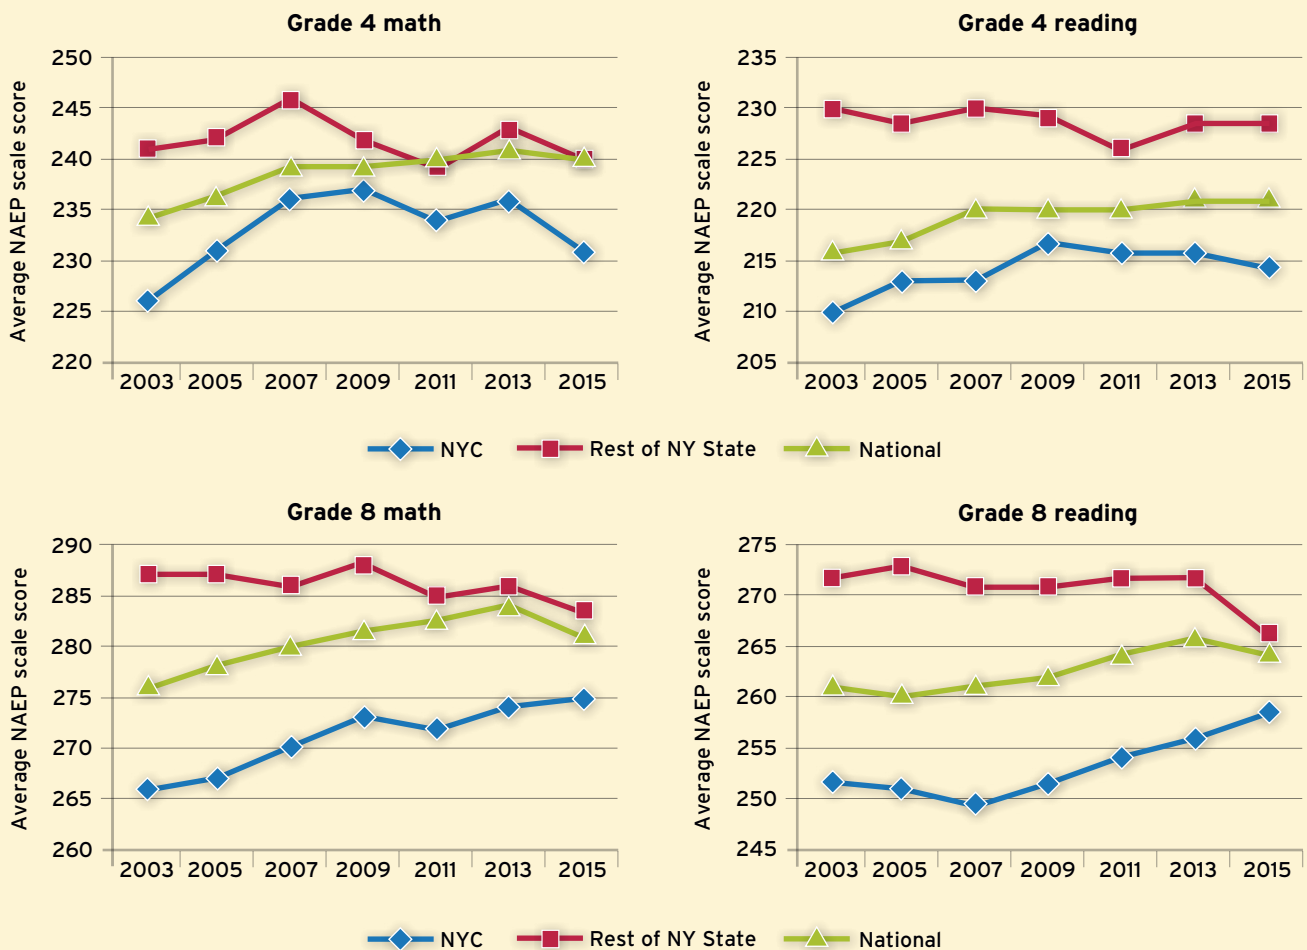 Grade 4 math
Average NAEP scale score
250
245
240
235
230
225
220
2003 2005 2007 2009 2011 2013 2015
Grade 4 reading
Average NAEP scale score
235
230
225
220
215
210
205
2003 2005 2007 2009 2011 2013 2015
NYC Rest of NY State National
Grade 8 math
Average NAEP scale score
290
285
280
275
270
265
260
2003 2005 2007 2009 2011 2013 2015
Grade 8 reading
Average NAEP scale score
275
270
265
260
255
250
245
2003 2005 2007 2009 2011 2013 2015
NYC Rest of NY State National